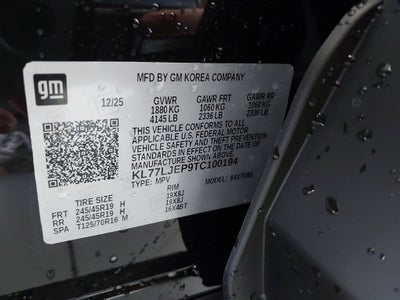 gm
MFD BY GM KOREA COMPANY
12/25 GVWR GAWR FRT GAWR RR
1880 KG 1060 KG 1060 KG
4145 LB 2336 LB 2336 LB
THIS VEHICLE CONFORMS TO ALL
APPLICABLE U.S. FEDERAL MOTOR
VEHICLE SAFETY AND THEFT PREVENTION
STANDARDS IN EFFECT ON THE DATE OF
MANUFACTURE SHOWN ABOVE.
KL77LJEP9TC100194
TYPE: MPV MODEL:
TIRE SIZE RIM
FRT 245/45R19 H 19X8J
RR 245/45R19 H 19X8J
SPA T125/70R16 M 16X4BT